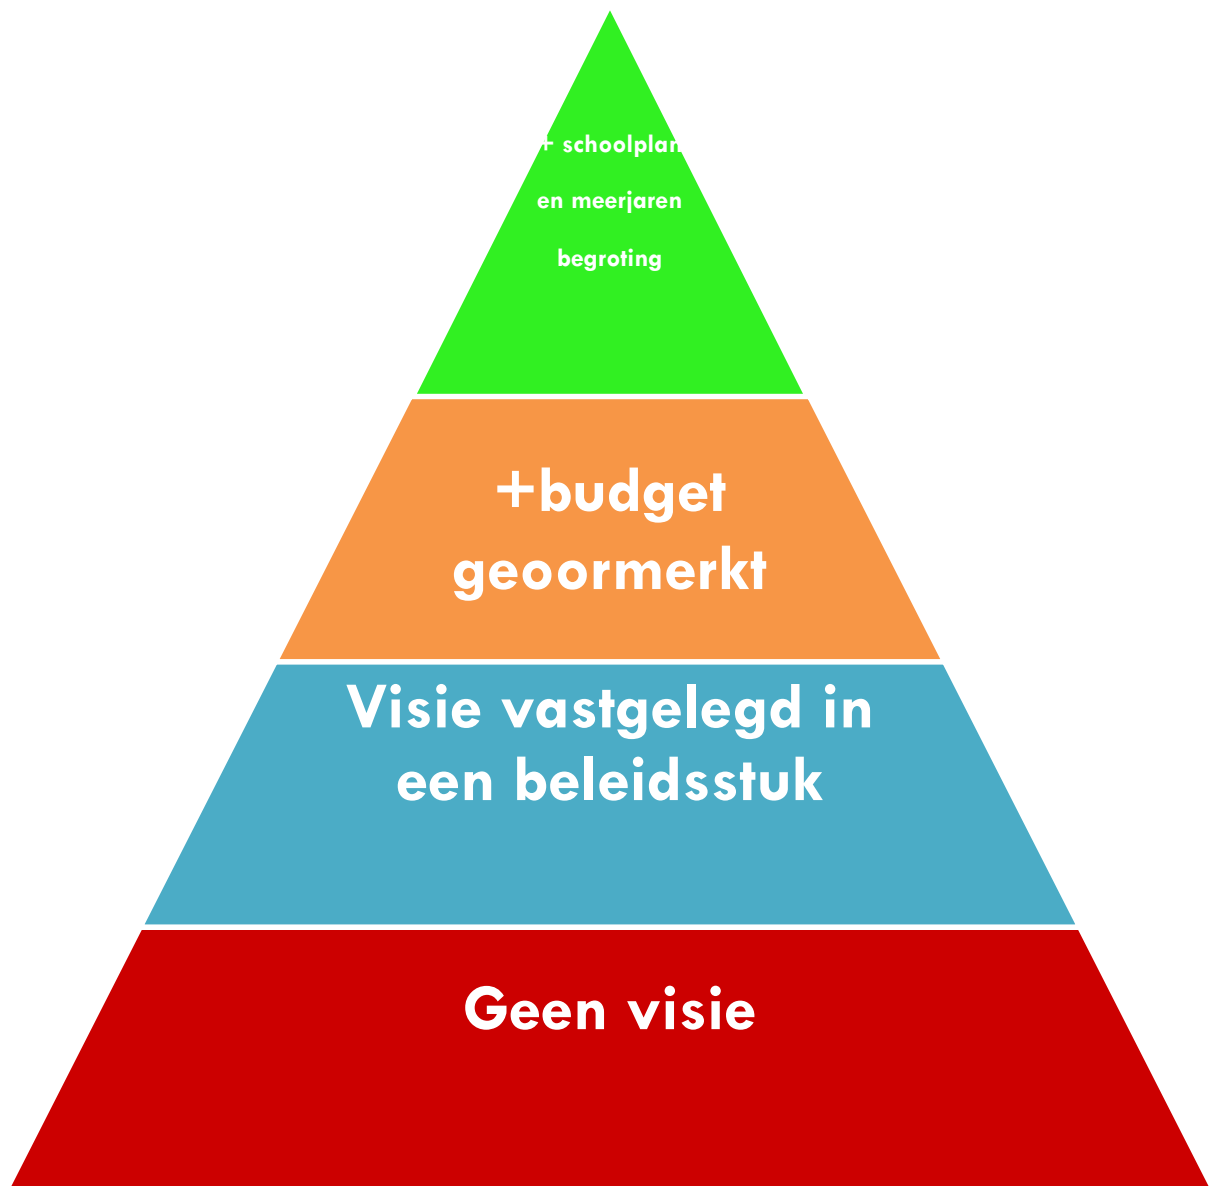 + schoolplan
en meerjaren
begroting
+budget
geoormerkt
Visie vastgelegd in
een beleidsstuk
Geen visie